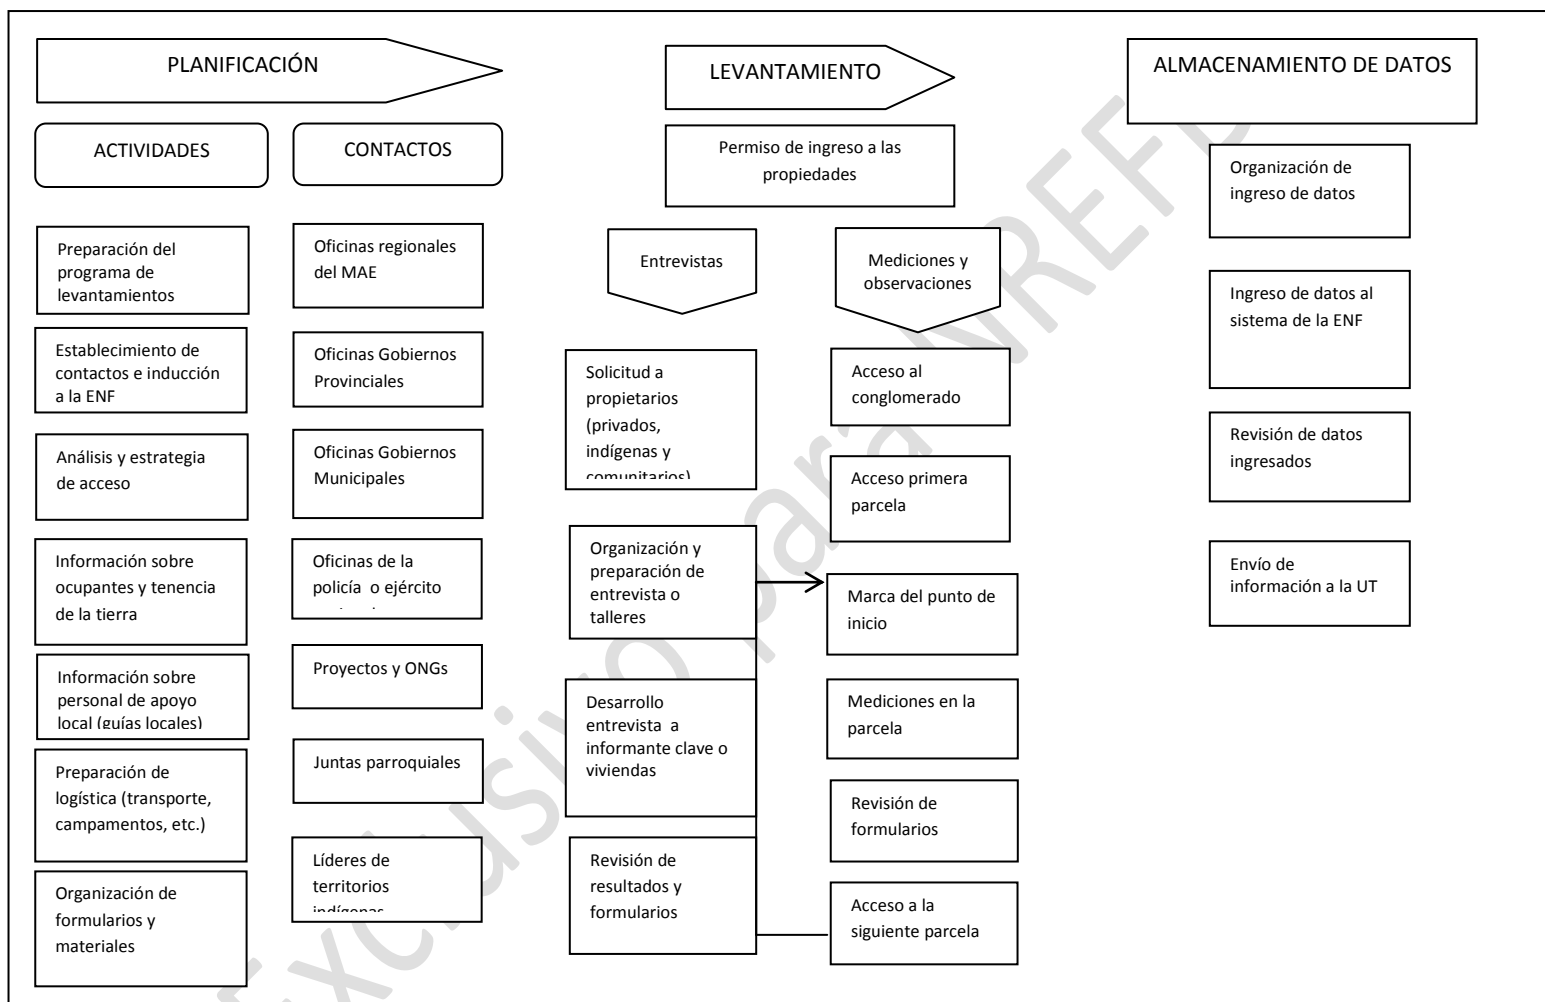 PLANIFICACIÓN
ACTIVIDADES
CONTACTOS
Preparación del
programa de
levantamientos
Establecimiento de
contactos e inducción
a la ENF
Análisis y estrategia
de acceso
Información sobre
ocupantes y tenencia
de la tierra
Información sobre
personal de apoyo
local (guías locales)
Preparación de
logística (transporte,
campamentos, etc.)
Organización de
formularios y
materiales
Oficinas regionales
del MAE
Oficinas Gobiernos
Provinciales
Oficinas Gobiernos
Municipales
Oficinas de la
policía o ejército
Proyectos y ONGs
Juntas parroquiales
Líderes de
territorios
indígenas
LEVANTAMIENTO
Permiso de ingreso a las
propiedades
Entrevistas
Solicitud a
propietarios
(privados,
indígenas y
comunitarios)
Organización y
preparación de
entrevista o
talleres
Desarrollo
entrevista a
informante clave o
viviendas
Revisión de
resultados y
formularios
Mediciones y
observaciones
Acceso al
conglomerado
Acceso primera
parcela
Marca del punto de
inicio
Mediciones en la
parcela
Revisión de
formularios
Acceso a la
siguiente parcela
ALMACENAMIENTO DE DATOS
Organización de
ingreso de datos
Ingreso de datos al
sistema de la ENF
Revisión de datos
ingresados
Envío de
información a la UT
Exclusivo para